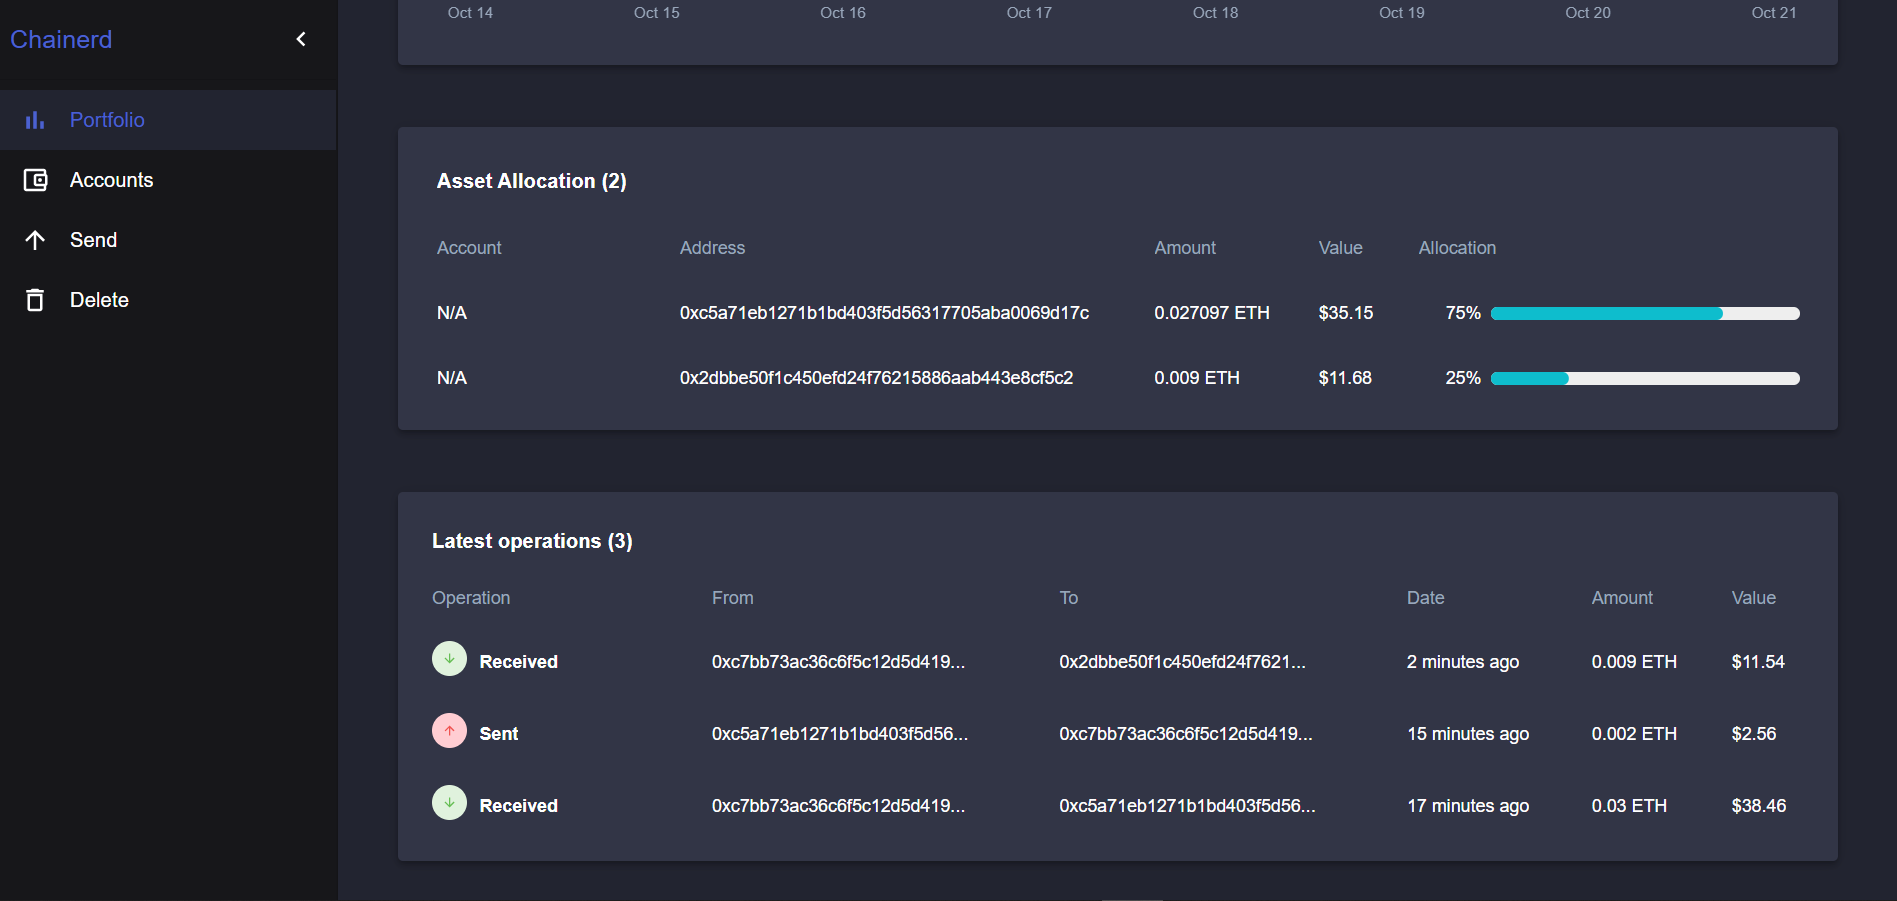 Chainerd
Portfolio
Accounts
Send
Delete
Oct 14 Oct 15 Oct 16 Oct 17 Oct 18 Oct 19 Oct 20 Oct 21
Asset Allocation (2)
Account Address Amount Value Allocation
N/A 0xc5a71eb1271b1bd403f5d56317705aba0069d17c 0.027097 ETH $35.15 75%
N/A 0x2dbbe50f1c450efd24f76215886aab443e8cf5c2 0.009 ETH $11.68 25%
Latest operations (3)
Operation From To Date Amount Value
Received 0xc7bb73ac36c6f5c12d5d419... 0x2dbbe50f1c450efd24f7621... 2 minutes ago 0.009 ETH $11.54
Sent 0xc5a71eb1271b1bd403f5d56... 0xc7bb73ac36c6f5c12d5d419... 15 minutes ago 0.002 ETH $2.56
Received 0xc7bb73ac36c6f5c12d5d419... 0xc5a71eb1271b1bd403f5d56... 17 minutes ago 0.03 ETH $38.46